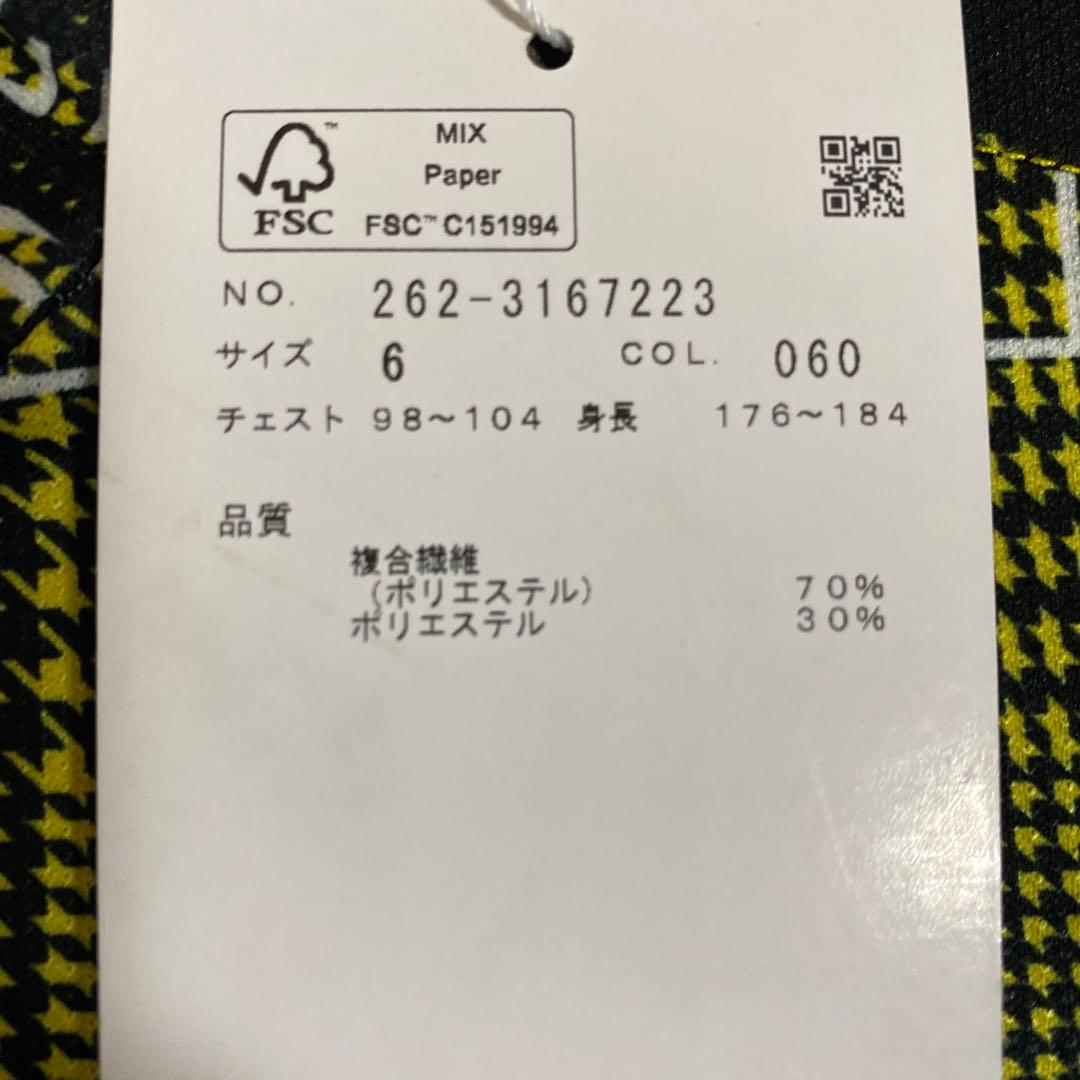 MIX
Paper
FSC™ FSC™ C151994
NO. 262-3167223
サイズ 6 COL. 060
チェスト 98〜104 身長 176〜184
品質
複合繊維
(ポリエステル) 70%
ポリエステル 30%